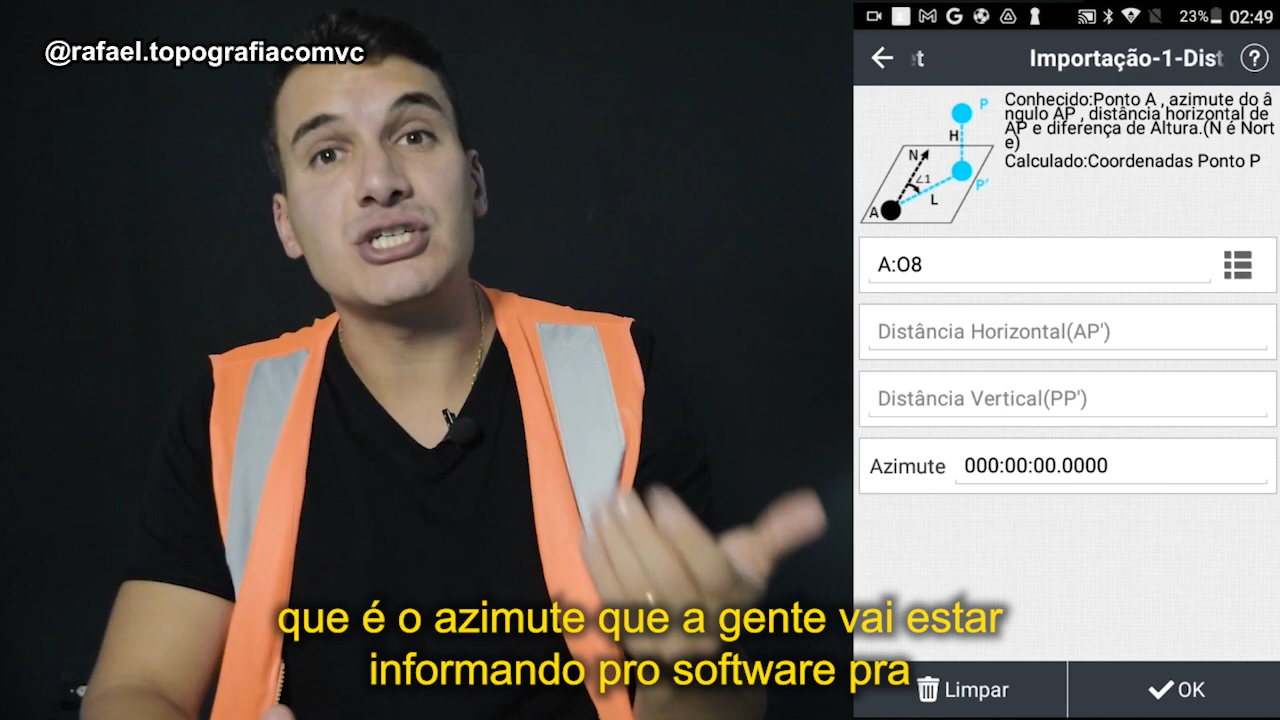 @rafael.topografiacomvc
23%
02:49
Importação-1-Dist
?
P
H
N
∠1
P'
L
A
Conhecido:Ponto A , azimute do â
ngulo AP , distância horizontal de
AP e diferença de Altura.(N é Nort
e)
Calculado:Coordenadas Ponto P
A:O8
Distância Horizontal(AP')
Distância Vertical(PP')
Azimute 000:00:00.0000
que é o azimute que a gente vai estar
informando pro software pra
Limpar
OK